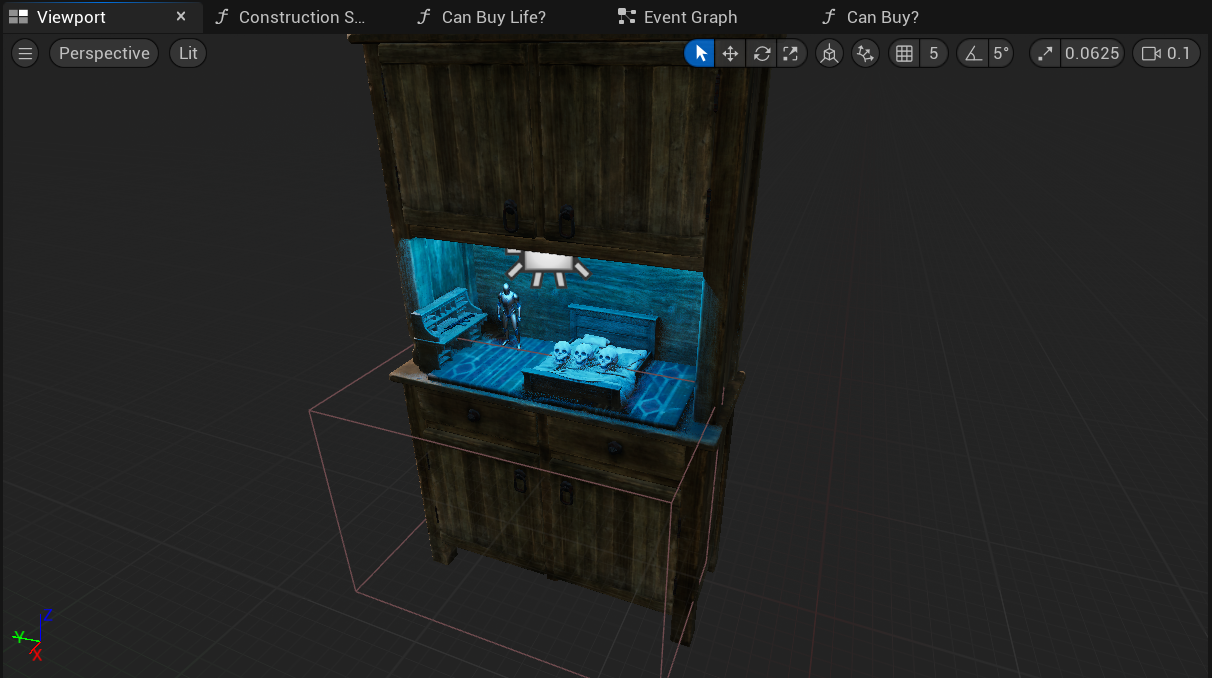 Viewport
Construction S...
Can Buy Life?
Event Graph
Can Buy?
Perspective
Lit
5
5°
0.0625
0.1
Z
Y
X